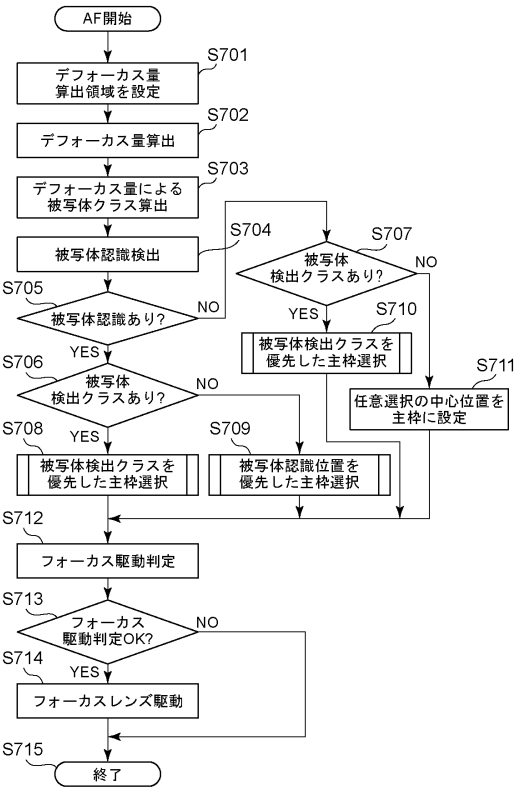 AF開始
S701
デフォーカス量
算出領域を設定
S702
デフォーカス量算出
S703
デフォーカス量による
被写体クラス算出
S704
被写体認識検出
S705
被写体認識あり?
NO
YES
S707
被写体
検出クラスあり?
NO
YES
S710
被写体検出クラスを
優先した主枠選択
S711
任意選択の中心位置を
主枠に設定
S706
被写体
検出クラスあり?
NO
YES
S708
被写体検出クラスを
優先した主枠選択
S709
被写体認識位置を
優先した主枠選択
S712
フォーカス駆動判定
S713
フォーカス
駆動判定OK?
NO
YES
S714
フォーカスレンズ駆動
S715
終了